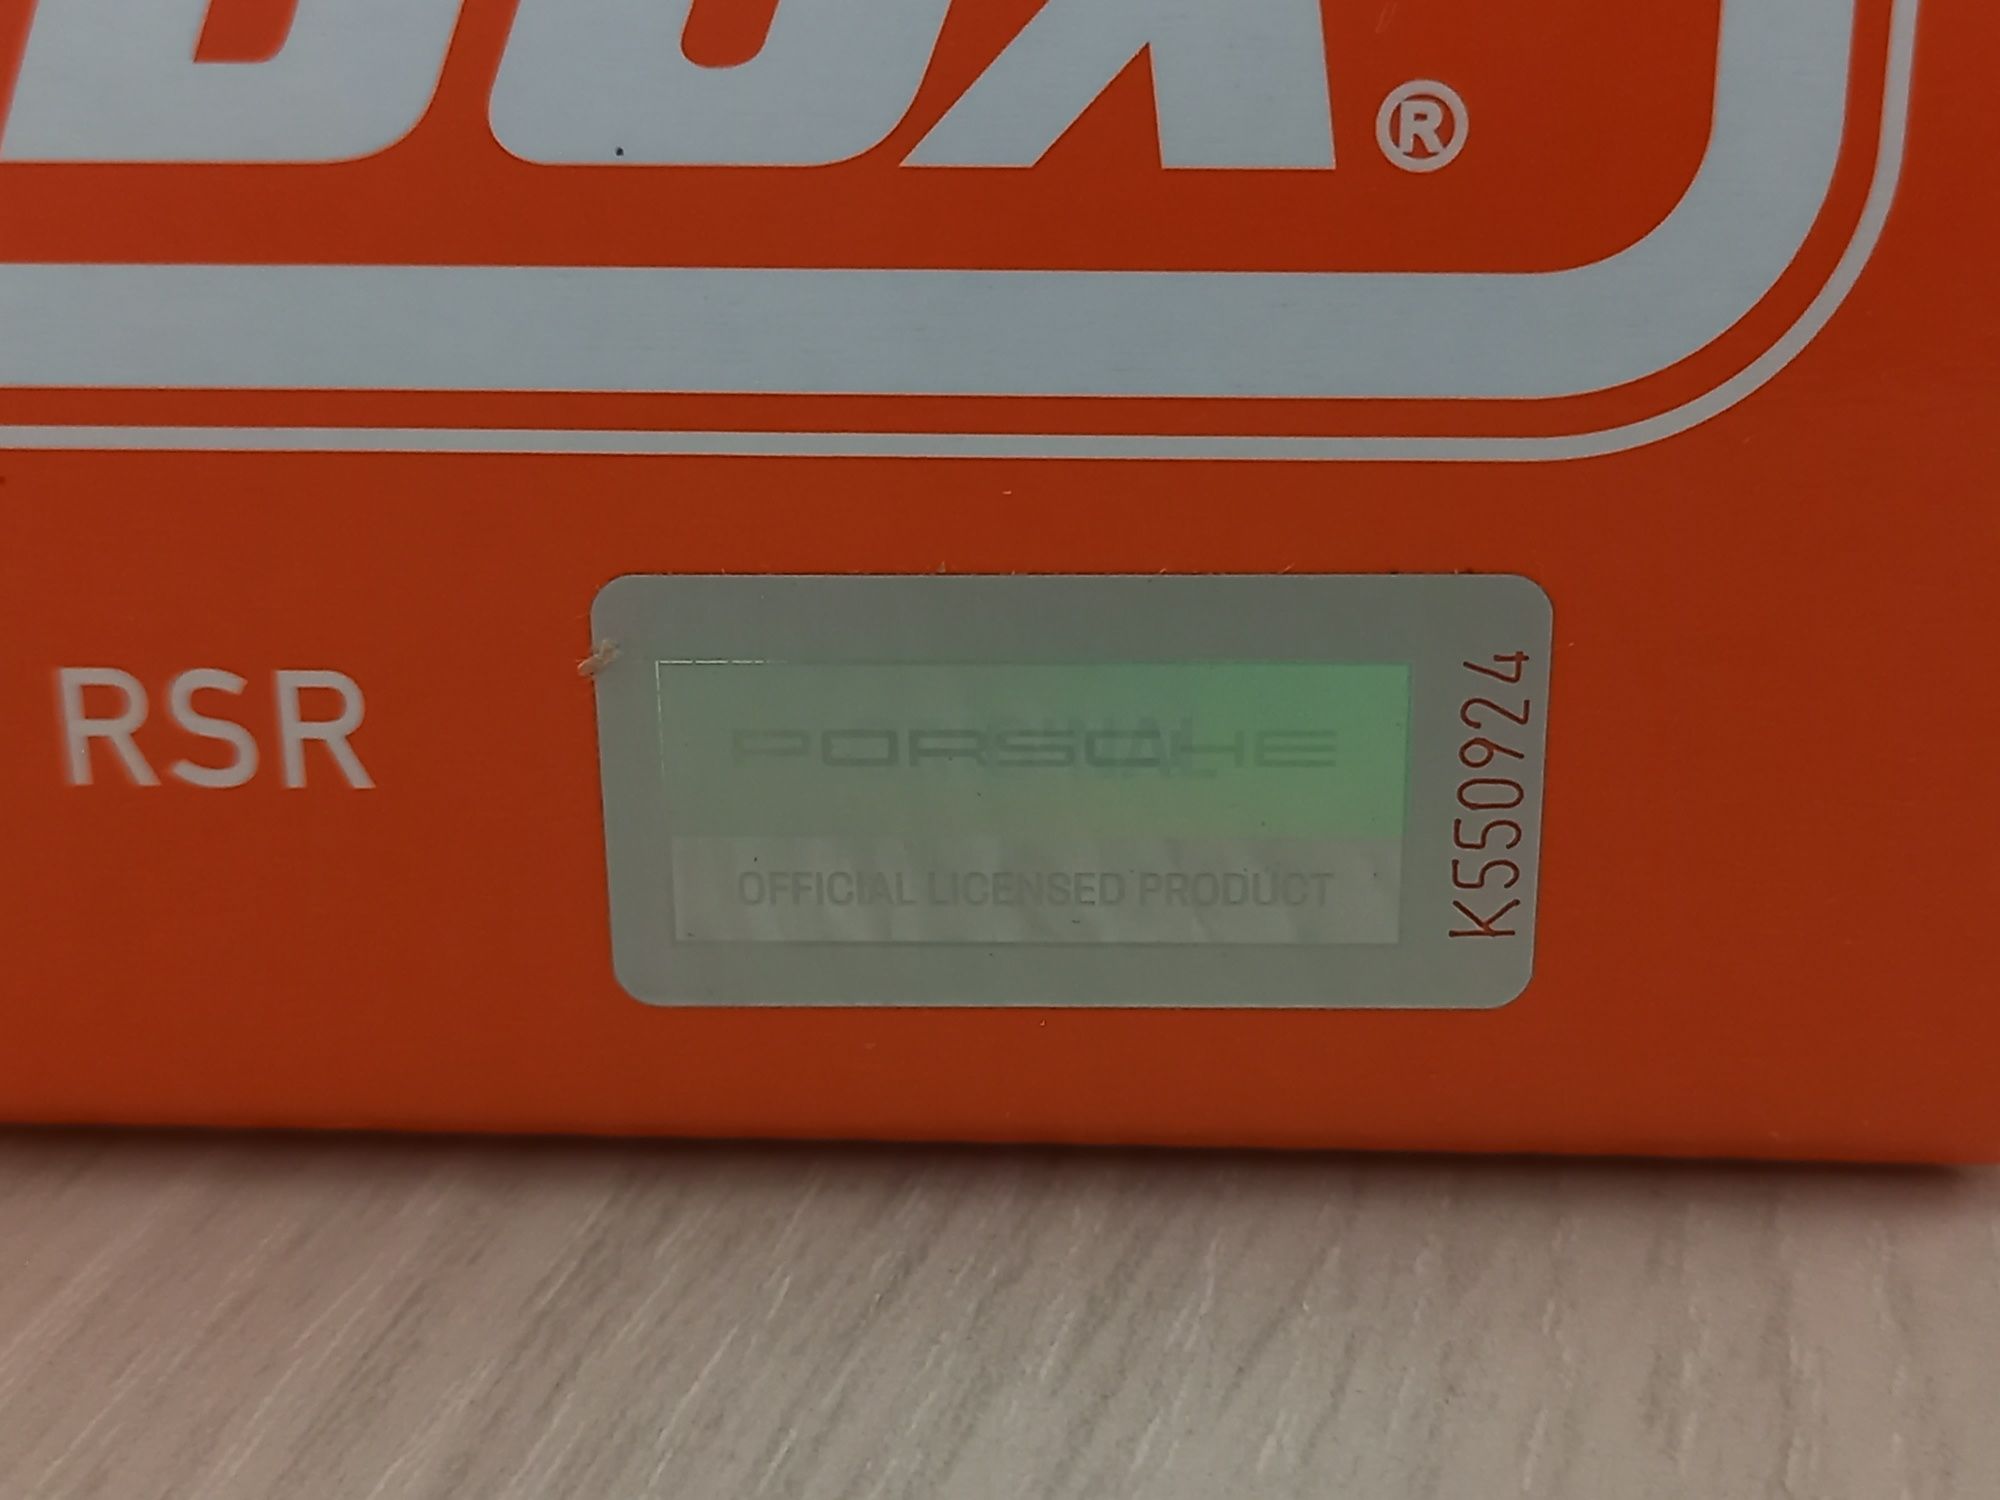 ®
RSR
PORSCHE
OFFICIAL LICENSED PRODUCT
K550924